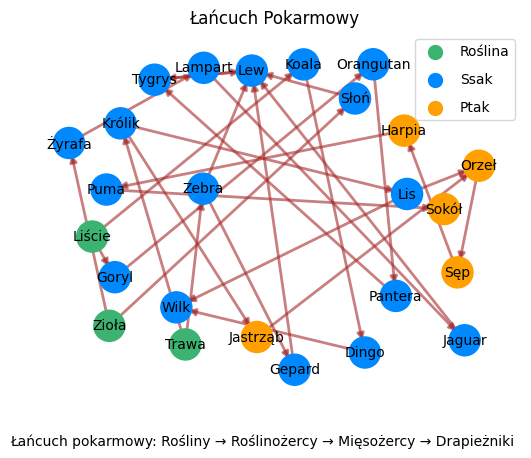 Łańcuch Pokarmowy
Roślina
Ssak
Ptak
Lampart
Lew
Koala
Orangutan
Tygrys
Słoń
Królik
Harpia
Żyrafa
Orzeł
Puma
Zebra
Lis
Sokół
Liście
Goryl
Sęp
Pantera
Wilk
Zioła
Trawa
Jastrząb
Jaguar
Dingo
Gepard
Łańcuch pokarmowy: Rośliny → Roślinożercy → Mięsożercy → Drapieżniki